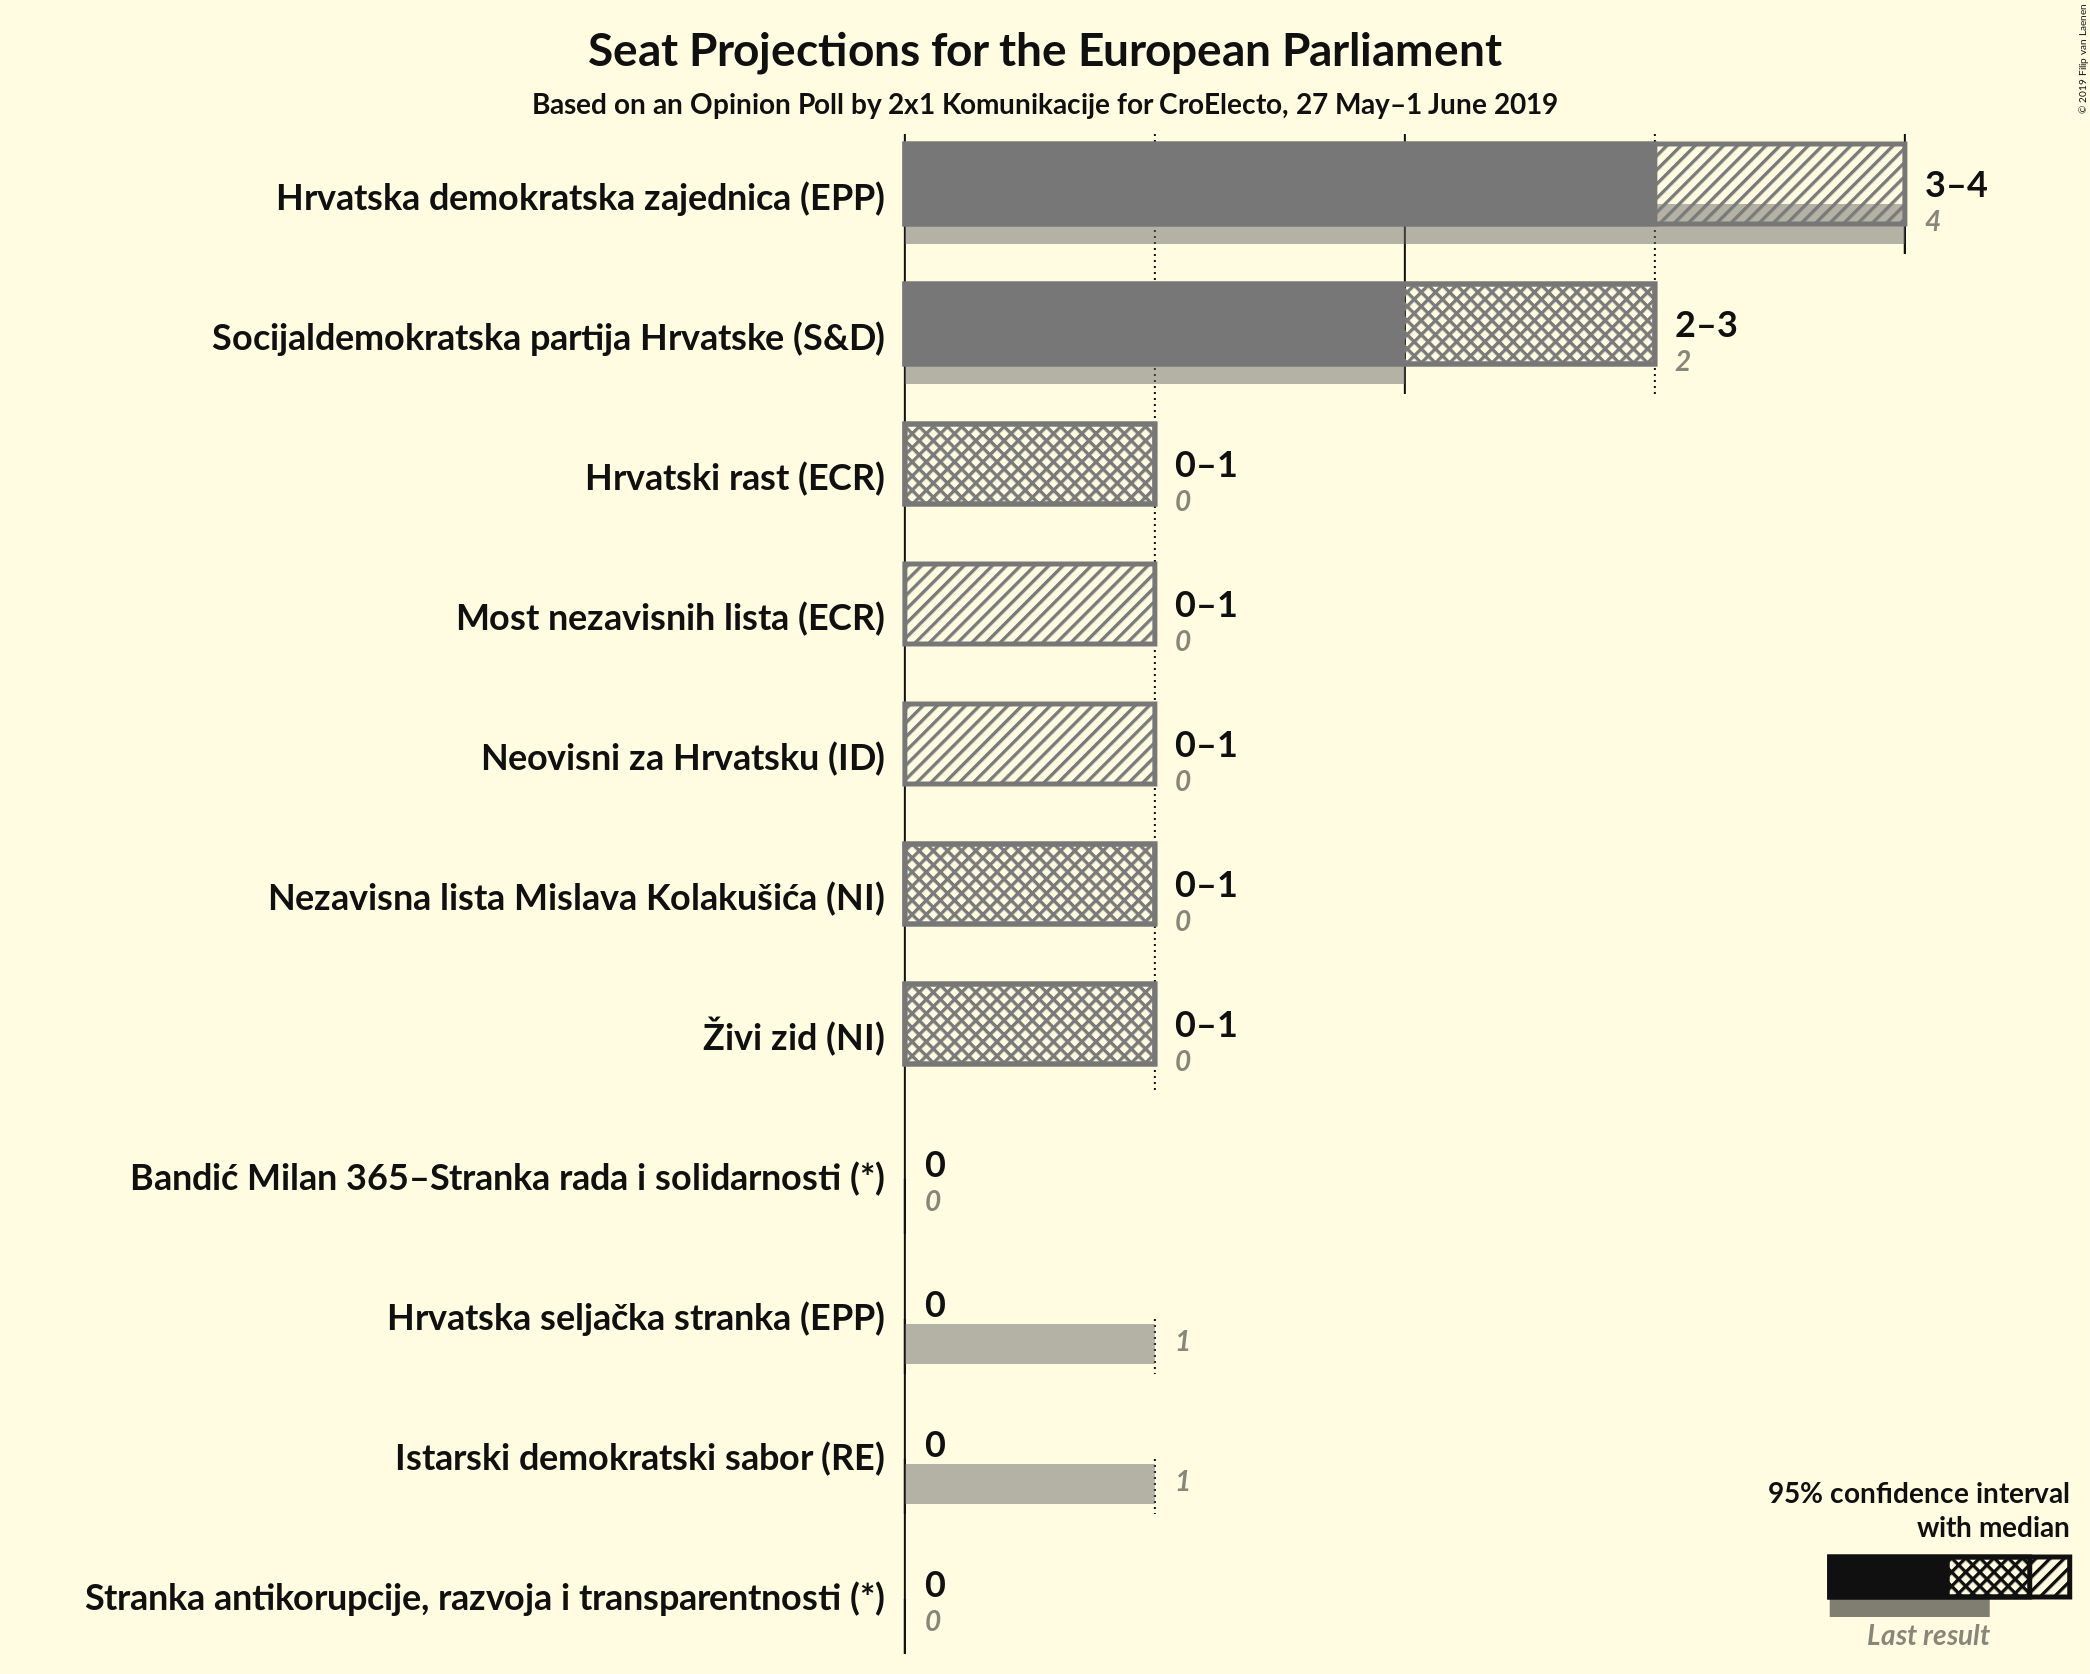 Seat Projections for the European Parliament
Based on an Opinion Poll by 2x1 Komunikacije for CroElecto, 27 May–1 June 2019
© 2019 Filip van Laenen
Hrvatska demokratska zajednica (EPP)
3–4
4
Socijaldemokratska partija Hrvatske (S&D)
2–3
2
Hrvatski rast (ECR)
0–1
0
Most nezavisnih lista (ECR)
0–1
0
Neovisni za Hrvatsku (ID)
0–1
0
Nezavisna lista Mislava Kolakušića (NI)
0–1
0
Živi zid (NI)
0–1
0
Bandić Milan 365–Stranka rada i solidarnosti (*)
0
0
Hrvatska seljačka stranka (EPP)
0
1
Istarski demokratski sabor (RE)
0
1
Stranka antikorupcije, razvoja i transparentnosti (*)
0
0
95% confidence interval
with median
Last result